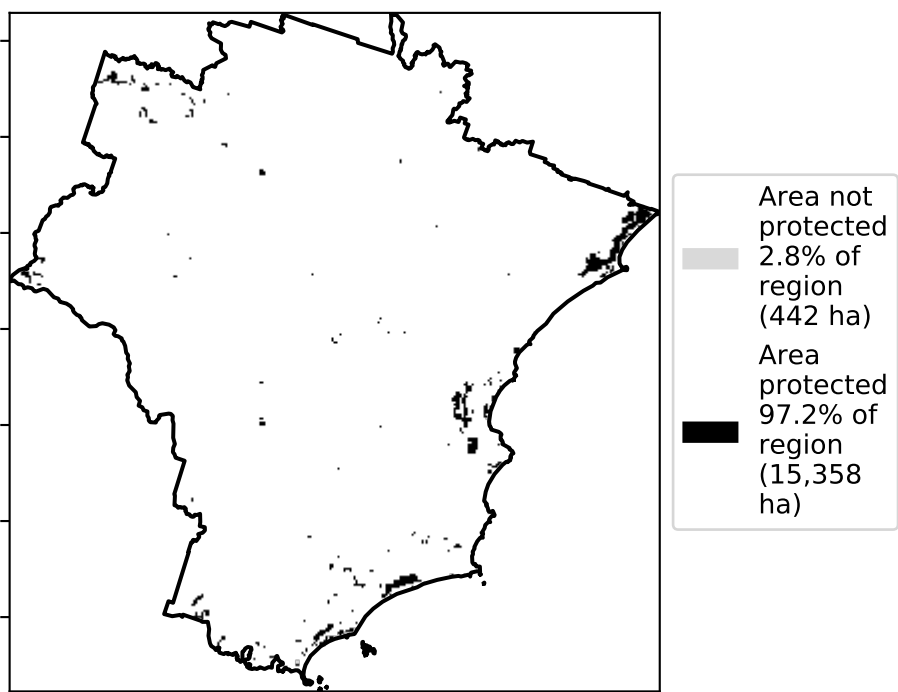 Area not
protected
2.8% of
region
(442 ha)
Area
protected
97.2% of
region
(15,358
ha)